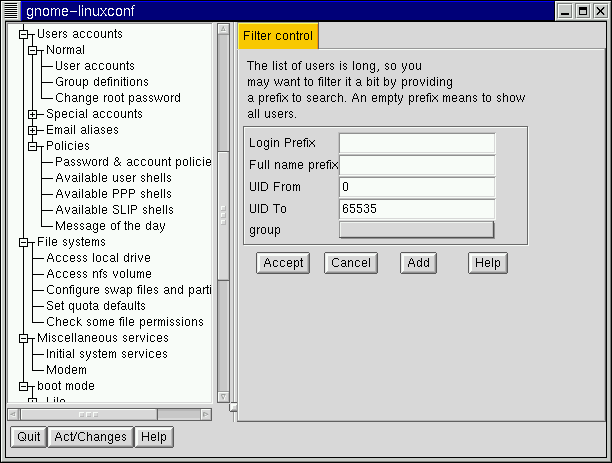 gnome-linuxconf
Users accounts
Normal
User accounts
Group definitions
Change root password
Special accounts
Email aliases
Policies
Password & account policie
Available user shells
Available PPP shells
Available SLIP shells
Message of the day
File systems
Access local drive
Access nfs volume
Configure swap files and parti
Set quota defaults
Check some file permissions
Miscellaneous services
Initial system services
Modem
boot mode
Lilo
Filter control
The list of users is long, so you
may want to filter it a bit by providing
a prefix to search. An empty prefix means to show
all users.
Login Prefix
Full name prefix
UID From 0
UID To 65535
group
Accept Cancel Add Help
Quit Act/Changes Help